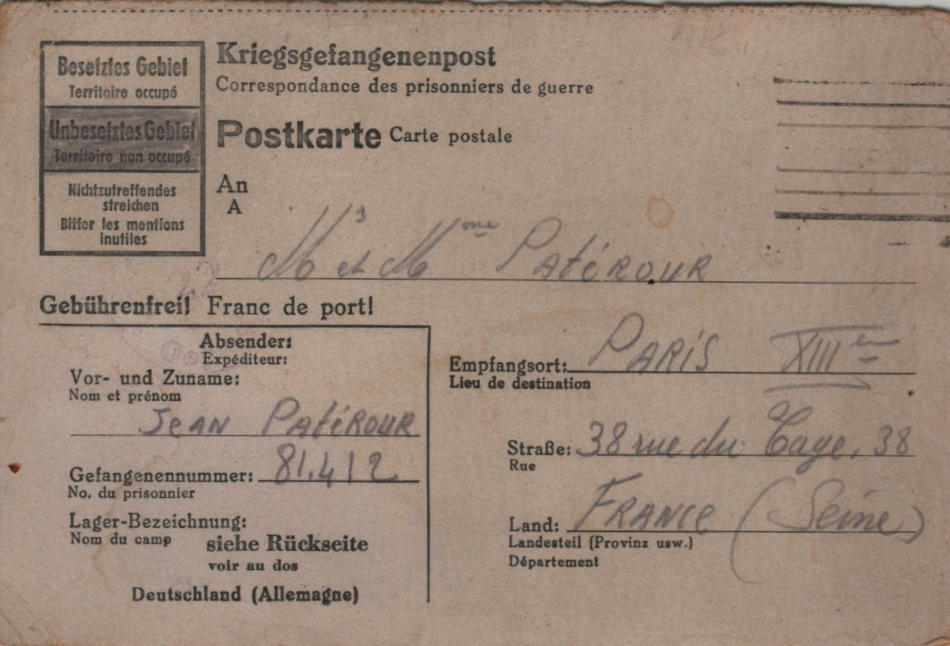 Besetztes Gebiet
Territoire occupé
Unbesetztes Gebiet
Territoire non occupé
Nichtzutreffendes
streichen
Biffer les mentions
inutiles
Kriegsgefangenenpost
Correspondance des prisonniers de guerre
Postkarte Carte postale
An
A
Mr et Mme Patérour
Gebührenfrei! Franc de port!
Absender:
Expéditeur:
Vor- und Zuname:
Nom et prénom
Jean Patérour
Gefangenennummer: 81.412
No. du prisonnier
Lager-Bezeichnung:
Nom du camp siehe Rückseite
voir au dos
Deutschland (Allemagne)
Empfangsort: PARIS XIIIème
Lieu de destination
Straße: 38 rue du Tage. 38
Rue
Land: FRANCE (Seine)
Landesteil (Provinz usw.)
Département